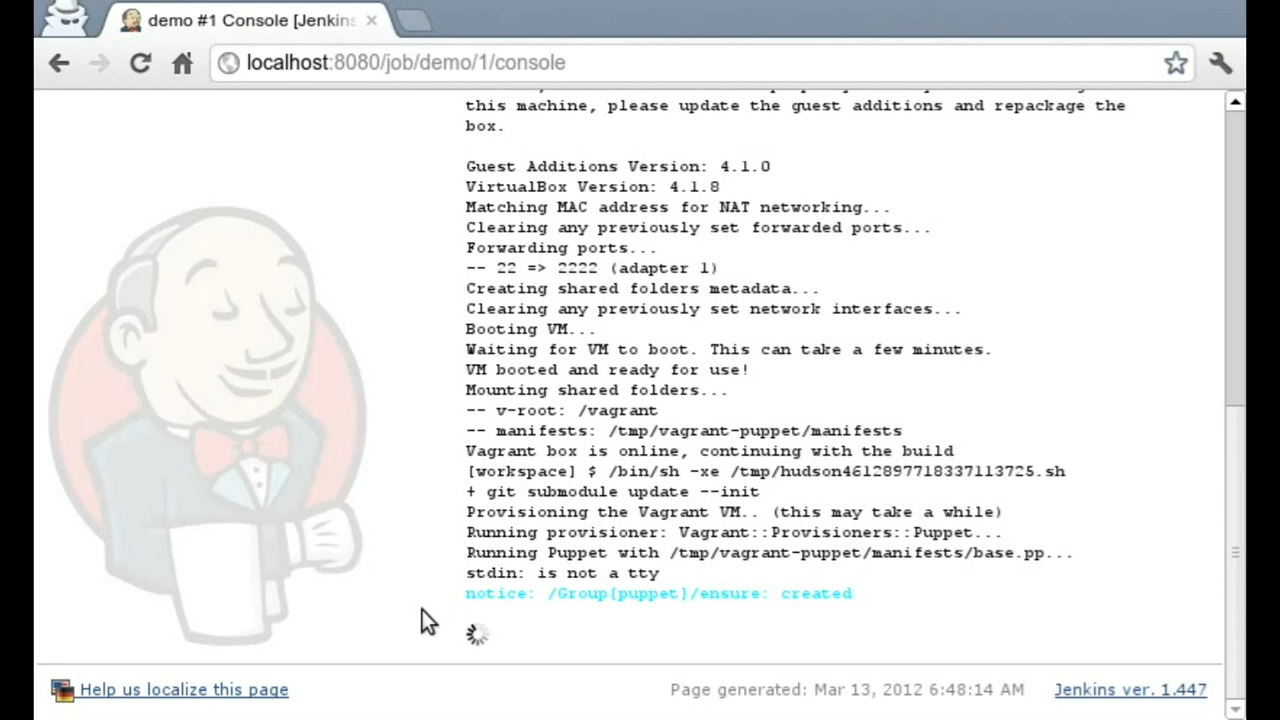 demo #1 Console [Jenkins
localhost:8080/job/demo/1/console
this machine, please update the guest additions and repackage the
box.
Guest Additions Version: 4.1.0
VirtualBox Version: 4.1.8
Matching MAC address for NAT networking...
Clearing any previously set forwarded ports...
Forwarding ports...
-- 22 => 2222 (adapter 1)
Creating shared folders metadata...
Clearing any previously set network interfaces...
Booting VM...
Waiting for VM to boot. This can take a few minutes.
VM booted and ready for use!
Mounting shared folders...
-- v-root: /vagrant
-- manifests: /tmp/vagrant-puppet/manifests
Vagrant box is online, continuing with the build
[workspace] $ /bin/sh -xe /tmp/hudson4612897718337113725.sh
+ git submodule update --init
Provisioning the Vagrant VM.. (this may take a while)
Running provisioner: Vagrant::Provisioners::Puppet...
Running Puppet with /tmp/vagrant-puppet/manifests/base.pp...
stdin: is not a tty
notice: /Group[puppet]/ensure: created
Help us localize this page
Page generated: Mar 13, 2012 6:48:14 AM
Jenkins ver. 1.447